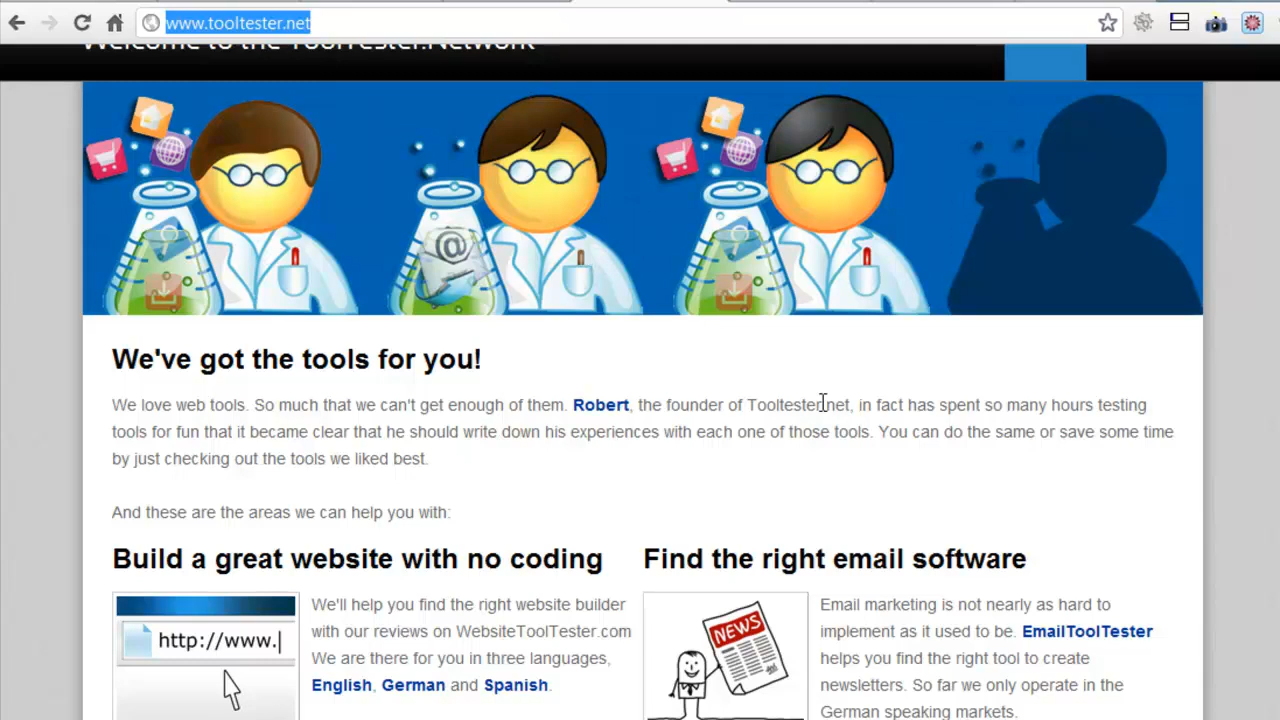 www.tooltester.net
Welcome to the ToolTester.Network
We've got the tools for you!
We love web tools. So much that we can't get enough of them. Robert, the founder of Tooltester.net, in fact has spent so many hours testing
tools for fun that it became clear that he should write down his experiences with each one of those tools. You can do the same or save some time
by just checking out the tools we liked best.
And these are the areas we can help you with:
Build a great website with no coding
http://www.
We'll help you find the right website builder
with our reviews on WebsiteToolTester.com
We are there for you in three languages,
English, German and Spanish.
Find the right email software
NEWS
Email marketing is not nearly as hard to
implement as it used to be. EmailToolTester
helps you find the right tool to create
newsletters. So far we only operate in the
German speaking markets.